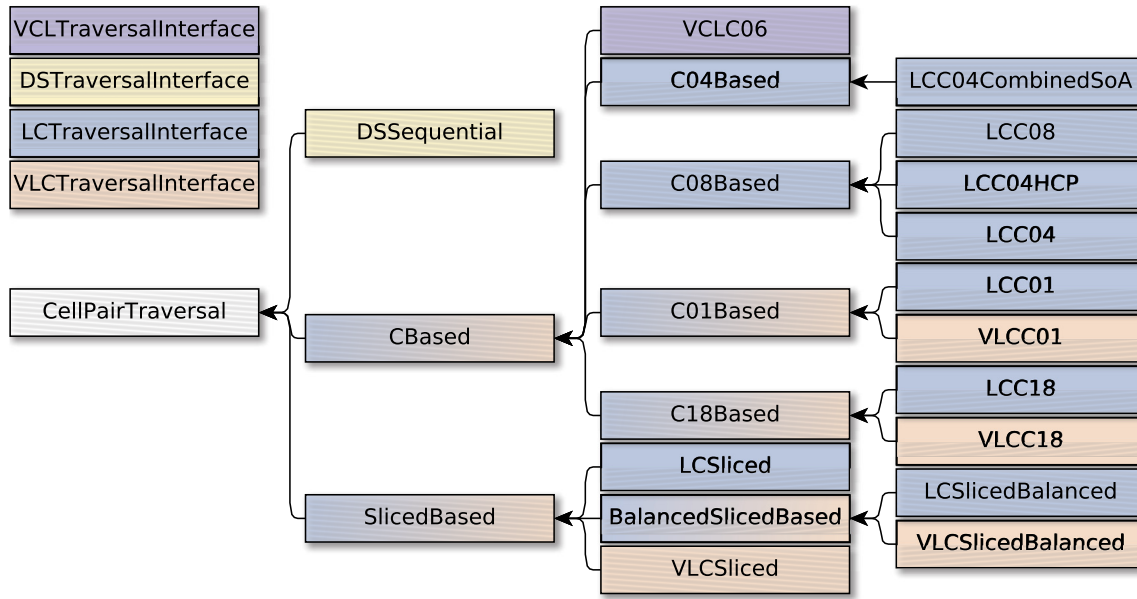 VCLTraversalInterface
DSTraversalInterface
LCTraversalInterface
VLCTraversalInterface
CellPairTraversal
DSSequential
CBased
SlicedBased
VCLC06
C04Based
C08Based
C01Based
C18Based
LCSliced
BalancedSlicedBased
VLCSliced
LCC04CombinedSoA
LCC08
LCC04HCP
LCC04
LCC01
VLCC01
LCC18
VLCC18
LCSlicedBalanced
VLCSlicedBalanced